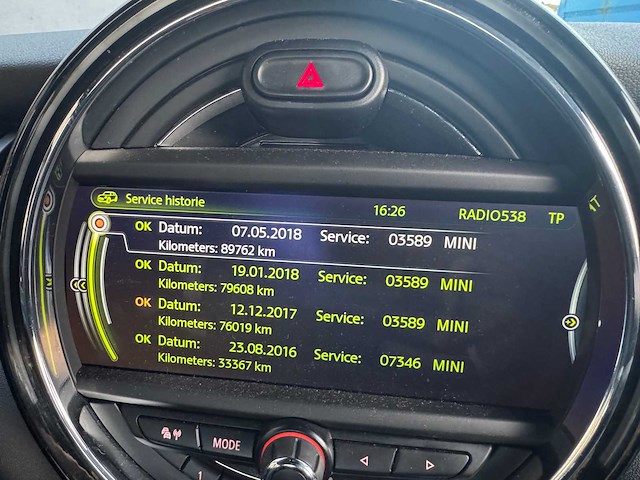 Service historie 16:26 RADIO538 TP
OK Datum: 07.05.2018 Service: 03589 MINI
Kilometers: 89762 km
OK Datum: 19.01.2018 Service: 03589 MINI
Kilometers: 79608 km
OK Datum: 12.12.2017 Service: 03589 MINI
Kilometers: 76019 km
OK Datum: 23.08.2016 Service: 07346 MINI
Kilometers: 33367 km
MODE
1